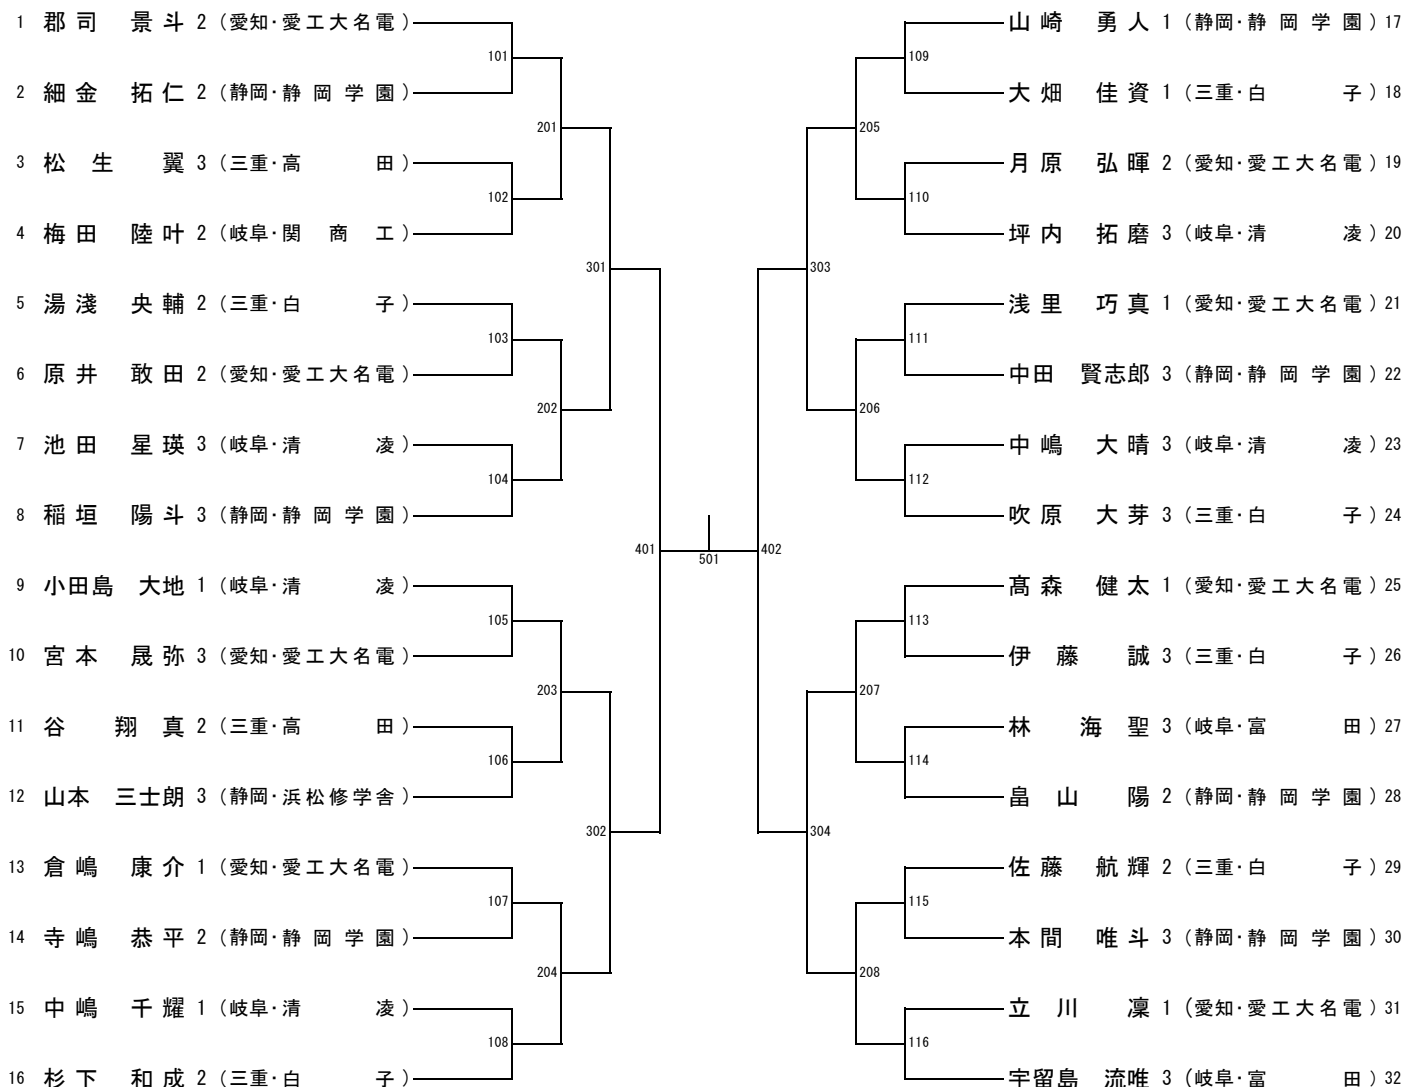 1 郡司 景斗 2 (愛知・愛工大名電)
101
2 細金 拓仁 2 (静岡・静岡学園)
201
3 松生 翼 3 (三重・高田)
102
4 梅田 陸叶 2 (岐阜・関商工)
301
5 湯淺 央輔 2 (三重・白子)
103
6 原井 敢田 2 (愛知・愛工大名電)
202
7 池田 星瑛 3 (岐阜・清凌)
104
8 稲垣 陽斗 3 (静岡・静岡学園)
401
9 小田島 大地 1 (岐阜・清凌)
105
10 宮本 晟弥 3 (愛知・愛工大名電)
203
11 谷 翔真 2 (三重・高田)
106
12 山本 三士朗 3 (静岡・浜松修学舎)
302
13 倉嶋 康介 1 (愛知・愛工大名電)
107
14 寺嶋 恭平 2 (静岡・静岡学園)
204
15 中嶋 千耀 1 (岐阜・清凌)
108
16 杉下 和成 2 (三重・白子)
501
山崎 勇人 1 (静岡・静岡学園) 17
109
大畑 佳資 1 (三重・白子) 18
205
月原 弘暉 2 (愛知・愛工大名電) 19
110
坪内 拓磨 3 (岐阜・清凌) 20
303
浅里 巧真 1 (愛知・愛工大名電) 21
111
中田 賢志郎 3 (静岡・静岡学園) 22
206
中嶋 大晴 3 (岐阜・清凌) 23
112
吹原 大芽 3 (三重・白子) 24
402
髙森 健太 1 (愛知・愛工大名電) 25
113
伊藤 誠 3 (三重・白子) 26
207
林 海聖 3 (岐阜・富田) 27
114
畠山 陽 2 (静岡・静岡学園) 28
304
佐藤 航輝 2 (三重・白子) 29
115
本間 唯斗 3 (静岡・静岡学園) 30
208
立川 凜 1 (愛知・愛工大名電) 31
116
宇留島 流唯 3 (岐阜・富田) 32